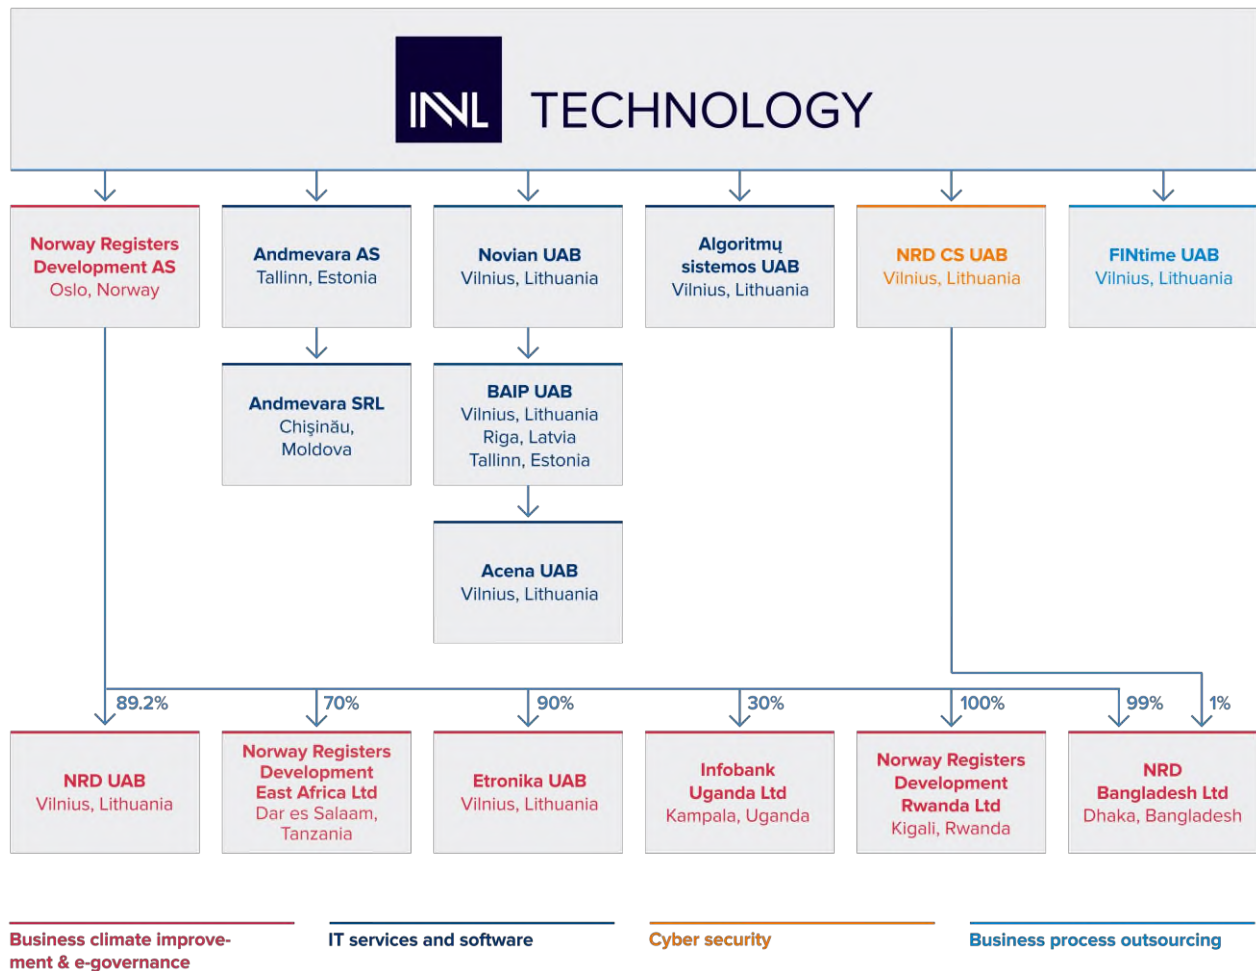 INVL TECHNOLOGY
Norway Registers
Development AS
Oslo, Norway
Andmevara AS
Tallinn, Estonia
Novian UAB
Vilnius, Lithuania
Algoritmų
sistemos UAB
Vilnius, Lithuania
NRD CS UAB
Vilnius, Lithuania
FINtime UAB
Vilnius, Lithuania
Andmevara SRL
Chişinău,
Moldova
BAIP UAB
Vilnius, Lithuania
Riga, Latvia
Tallinn, Estonia
Acena UAB
Vilnius, Lithuania
89.2%
70%
90%
30%
100%
99%
1%
NRD UAB
Vilnius, Lithuania
Norway Registers
Development
East Africa Ltd
Dar es Salaam,
Tanzania
Etronika UAB
Vilnius, Lithuania
Infobank
Uganda Ltd
Kampala, Uganda
Norway Registers
Development
Rwanda Ltd
Kigali, Rwanda
NRD
Bangladesh Ltd
Dhaka, Bangladesh
Business climate improve-
ment & e-governance
IT services and software
Cyber security
Business process outsourcing